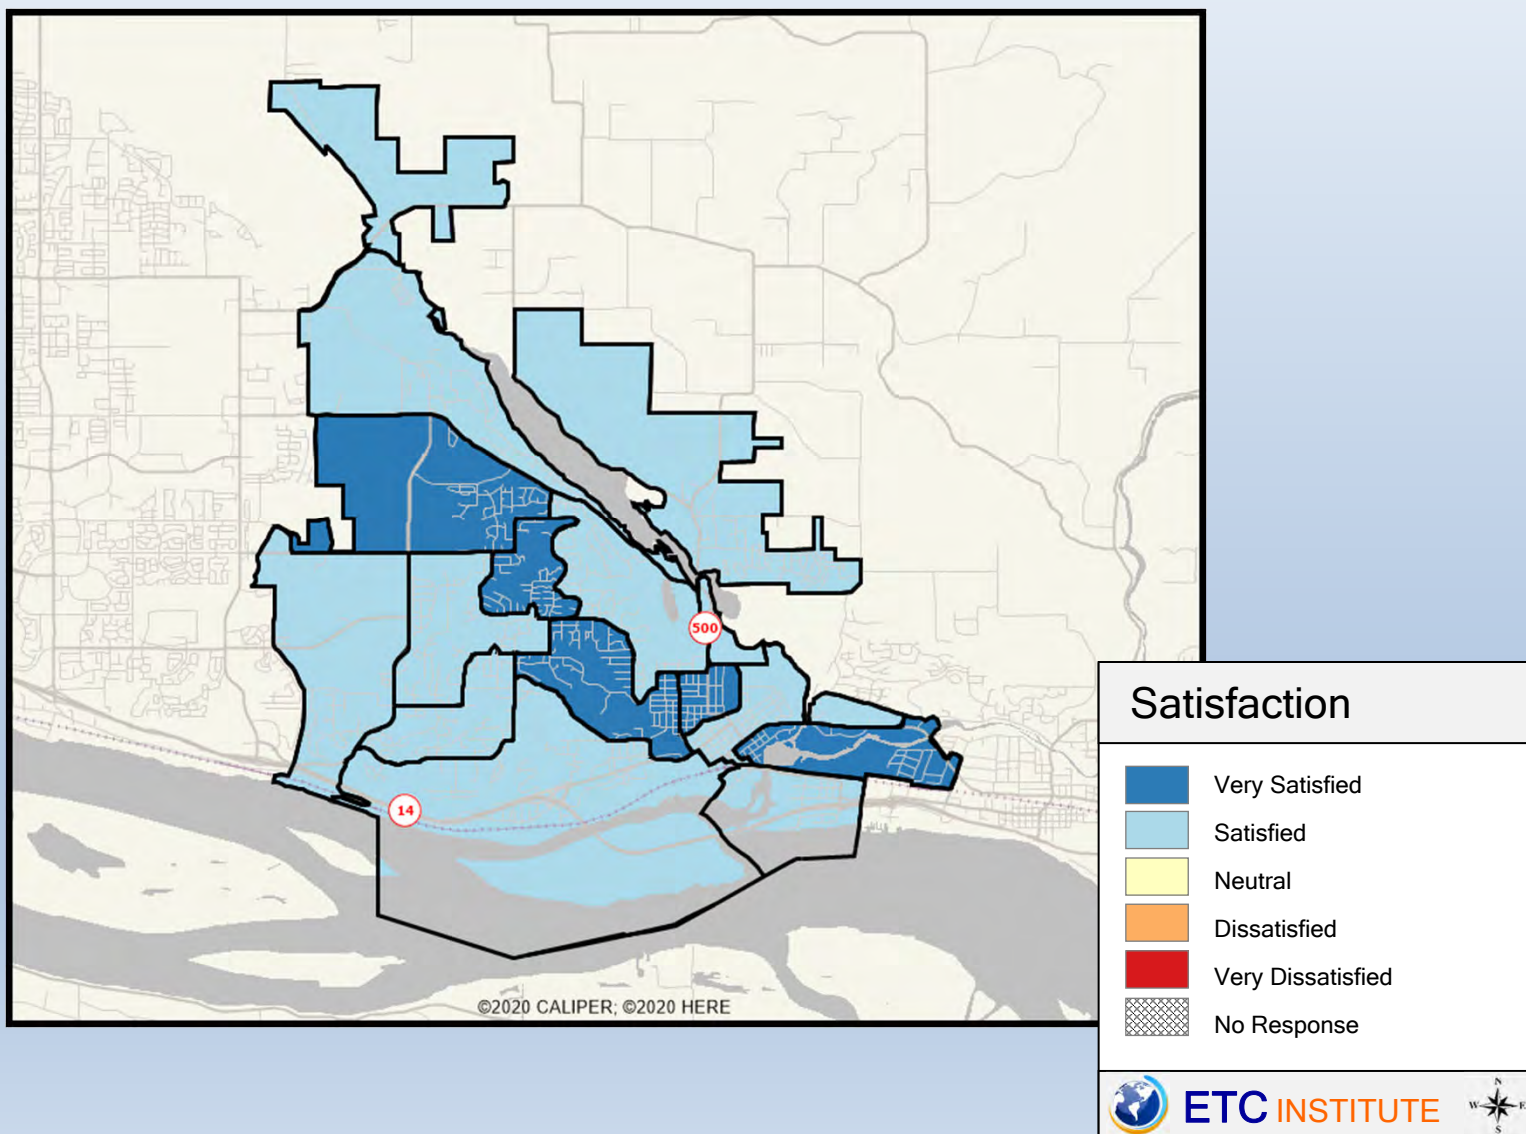 500
14
©2020 CALIPER; ©2020 HERE
Satisfaction
Very Satisfied
Satisfied
Neutral
Dissatisfied
Very Dissatisfied
No Response
ETC INSTITUTE
N
W E
S